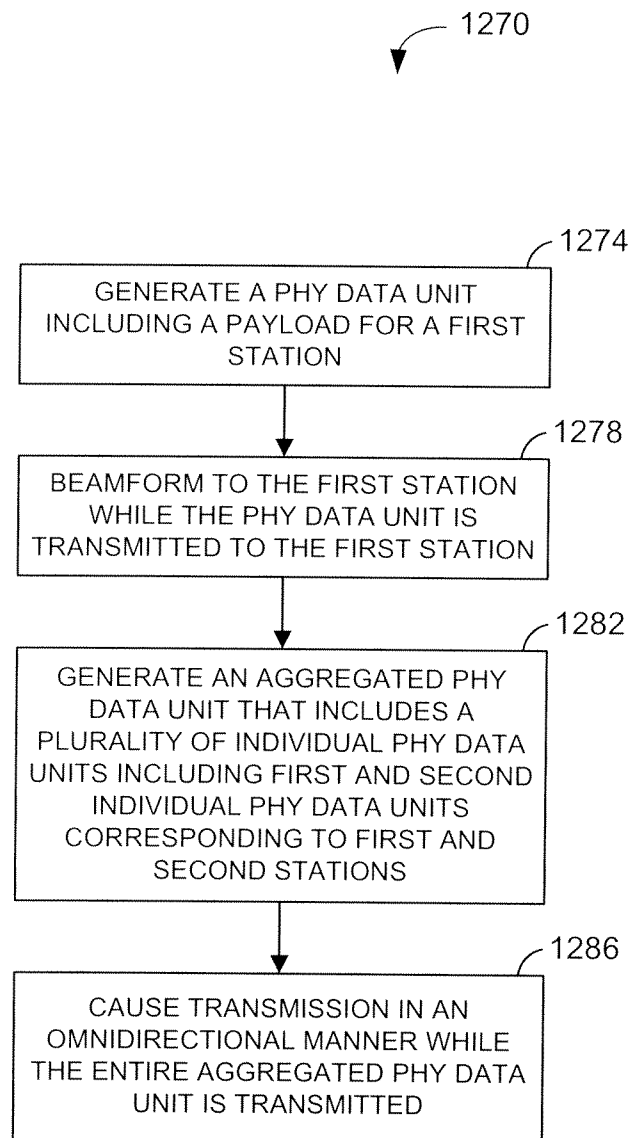 1270
1274
GENERATE A PHY DATA UNIT
INCLUDING A PAYLOAD FOR A FIRST
STATION
1278
BEAMFORM TO THE FIRST STATION
WHILE THE PHY DATA UNIT IS
TRANSMITTED TO THE FIRST STATION
1282
GENERATE AN AGGREGATED PHY
DATA UNIT THAT INCLUDES A
PLURALITY OF INDIVIDUAL PHY DATA
UNITS INCLUDING FIRST AND SECOND
INDIVIDUAL PHY DATA UNITS
CORRESPONDING TO FIRST AND
SECOND STATIONS
1286
CAUSE TRANSMISSION IN AN
OMNIDIRECTIONAL MANNER WHILE
THE ENTIRE AGGREGATED PHY DATA
UNIT IS TRANSMITTED